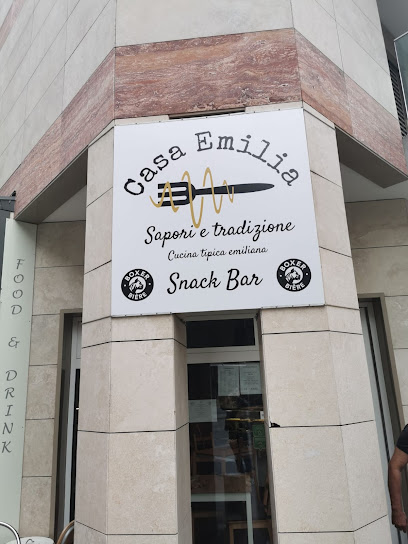 Casa Emilia
Sapori e tradizione
Cucina tipica emiliana
Snack Bar
BOXER
BIÈRE
BOXER
BIÈRE
FOOD & DRINK